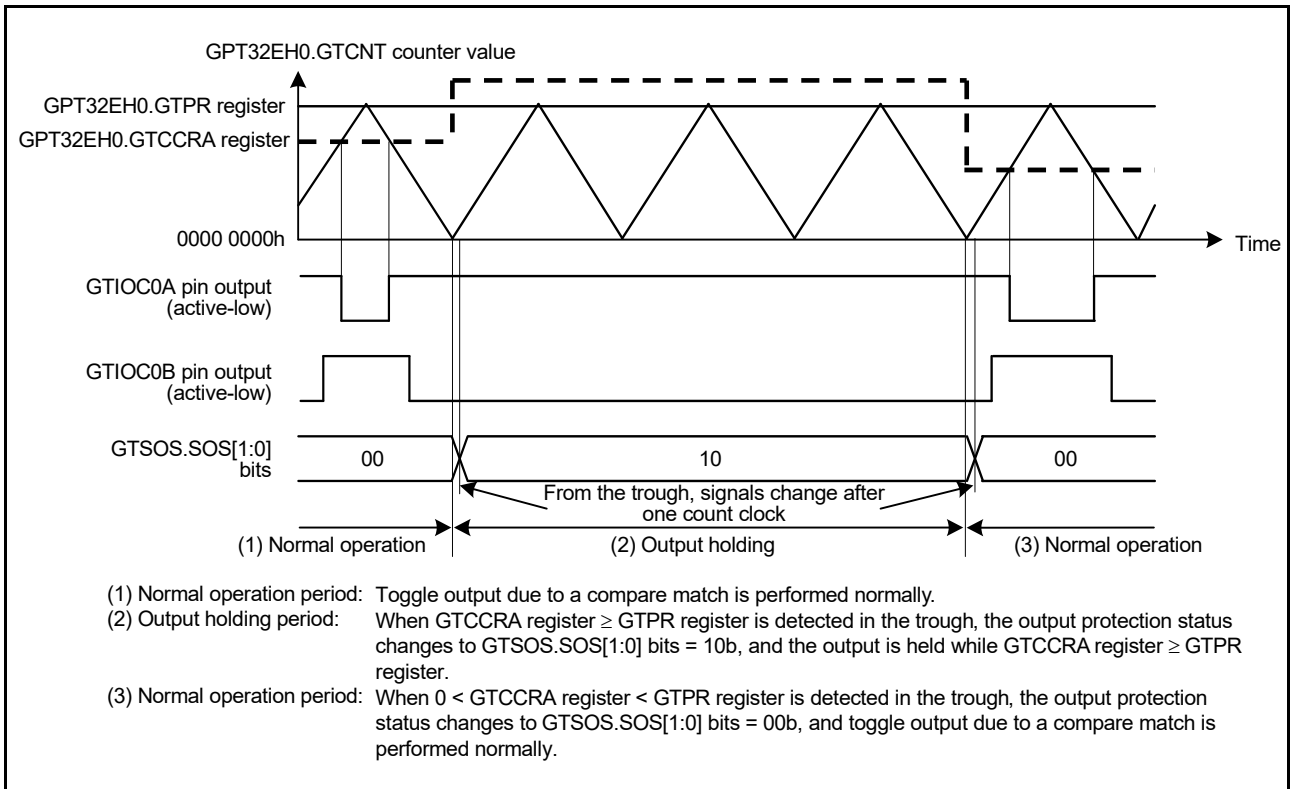 GPT32EH0.GTCNT counter value
GPT32EH0.GTPR register
GPT32EH0.GTCCRA register
0000 0000h
Time
GTIOC0A pin output
(active-low)
GTIOC0B pin output
(active-low)
GTSOS.SOS[1:0]
bits
00
10
00
From the trough, signals change after
one count clock
(1) Normal operation
(2) Output holding
(3) Normal operation
(1) Normal operation period: Toggle output due to a compare match is performed normally.
(2) Output holding period: When GTCCRA register ≥ GTPR register is detected in the trough, the output protection status
changes to GTSOS.SOS[1:0] bits = 10b, and the output is held while GTCCRA register ≥ GTPR
register.
(3) Normal operation period: When 0 < GTCCRA register < GTPR register is detected in the trough, the output protection
status changes to GTSOS.SOS[1:0] bits = 00b, and toggle output due to a compare match is
performed normally.